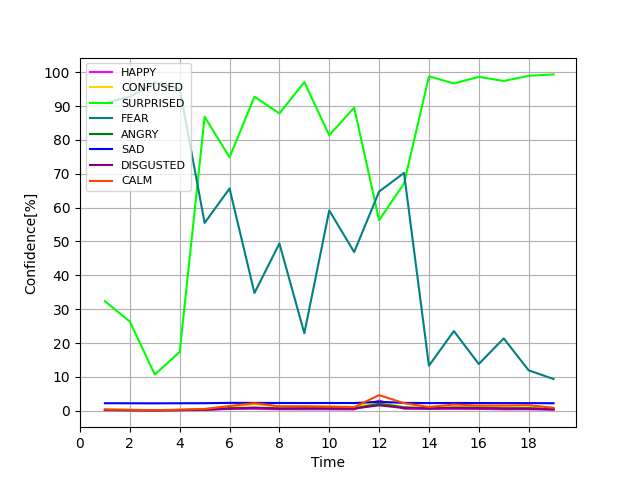 100
90
80
70
60
50
40
30
20
10
0
Confidence[%]
HAPPY
CONFUSED
SURPRISED
FEAR
ANGRY
SAD
DISGUSTED
CALM
0 2 4 6 8 10 12 14 16 18
Time